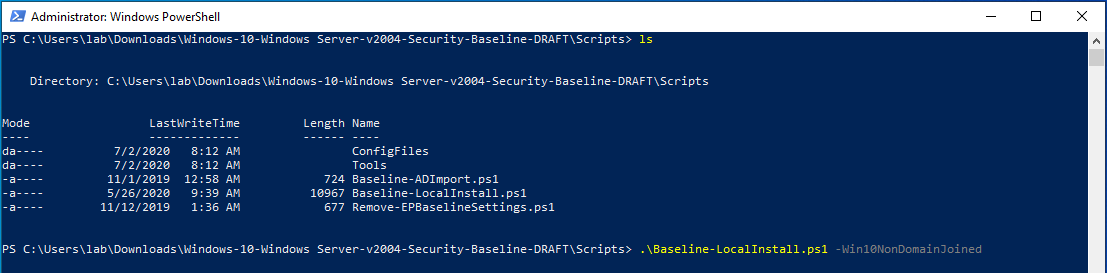 Administrator: Windows PowerShell
PS C:\Users\lab\Downloads\Windows-10-Windows Server-v2004-Security-Baseline-DRAFT\Scripts> ls
Directory: C:\Users\lab\Downloads\Windows-10-Windows Server-v2004-Security-Baseline-DRAFT\Scripts
Mode LastWriteTime Length Name
---- ------------- ------ ----
da---- 7/2/2020 8:12 AM ConfigFiles
da---- 7/2/2020 8:12 AM Tools
-a---- 11/1/2019 12:58 AM 724 Baseline-ADImport.ps1
-a---- 5/26/2020 9:39 AM 10967 Baseline-LocalInstall.ps1
-a---- 11/12/2019 1:36 AM 677 Remove-EPBaselineSettings.ps1
PS C:\Users\lab\Downloads\Windows-10-Windows Server-v2004-Security-Baseline-DRAFT\Scripts> .\Baseline-LocalInstall.ps1 -Win10NonDomainJoined